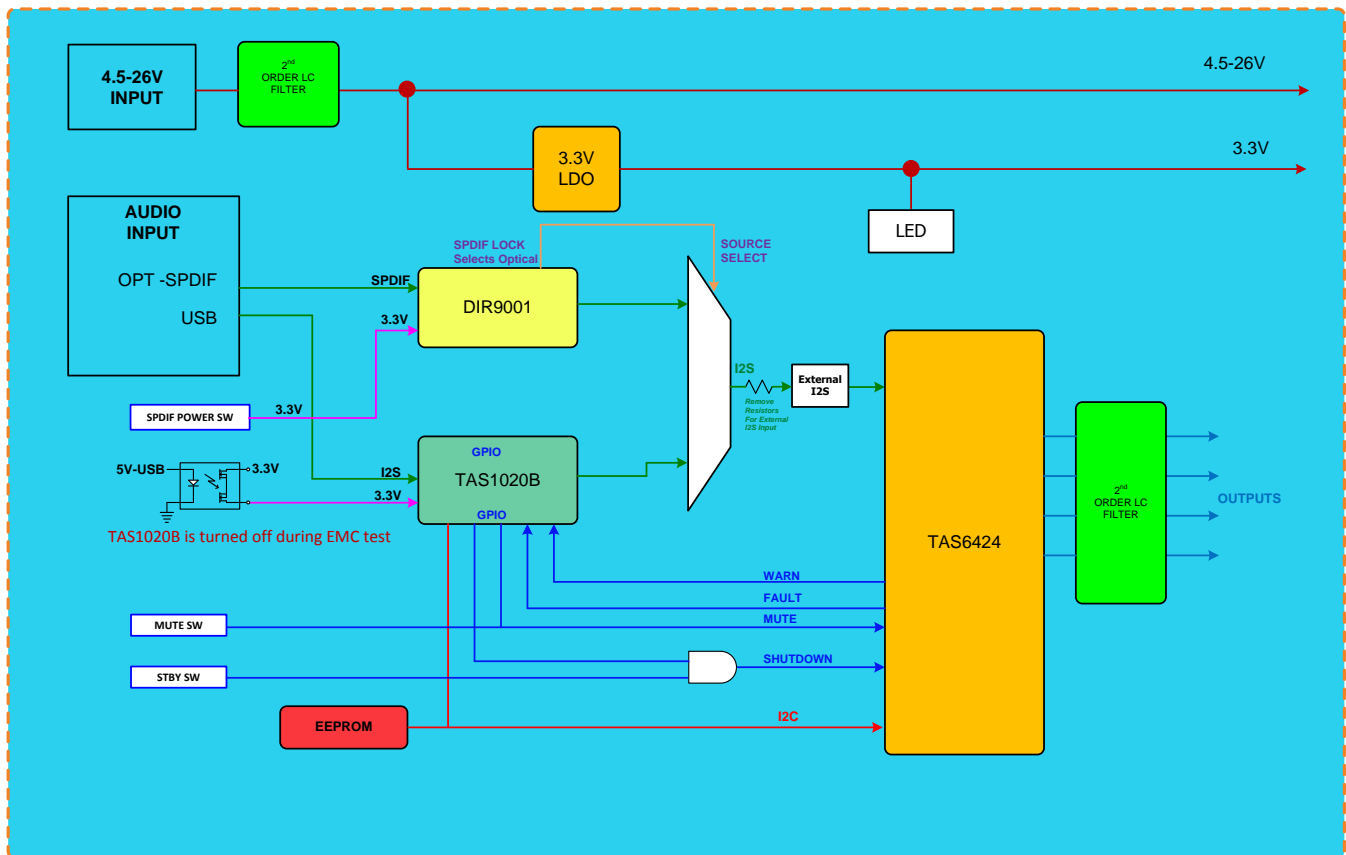 4.5-26V
INPUT
2nd
ORDER LC
FILTER
4.5-26V
3.3V
LDO
3.3V
LED
AUDIO
INPUT
OPT -SPDIF
USB
SPDIF LOCK
Selects Optical
SOURCE
SELECT
SPDIF
3.3V
DIR9001
SPDIF POWER SW
3.3V
I2S
Remove
Resistors
For External
I2S Input
External
I2S
5V-USB
3.3V
I2S
3.3V
GPIO
TAS1020B
GPIO
TAS1020B is turned off during EMC test
TAS6424
2nd
ORDER LC
FILTER
OUTPUTS
WARN
FAULT
MUTE SW
MUTE
STBY SW
SHUTDOWN
EEPROM
I2C